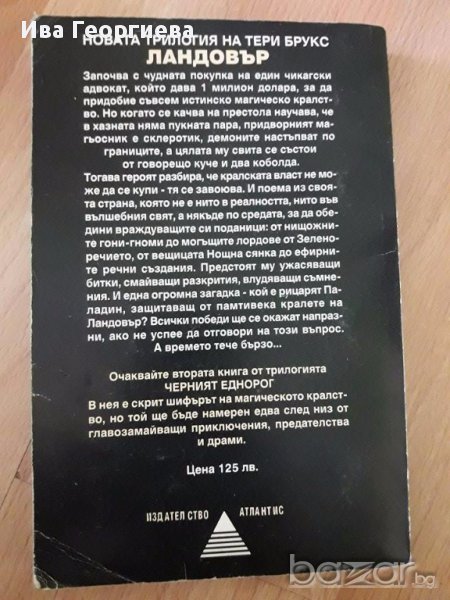 Ива Георгиева
НОВАТА ТРИЛОГИЯ НА ТЕРИ БРУКС
ЛАНДОВЪР
Започва с чудната покупка на един чикагски
адвокат, който дава 1 милион долара, за да
придобие съвсем истинско магическо кралст-
во. Но когато се качва на престола научава, че
в хазната няма пукната пара, придворният ма-
гьосник е склеротик, демоните настъпват по
границите, а цялата му свита се състои
от говорещо куче и два коболда.
Тогава героят разбира, че кралската власт не мо-
же да се купи - тя се завоюва. И поема из своя-
та страна, която не е нито в реалността, нито във
вълшебния свят, а някъде по средата, за да обе-
дини враждуващите си поданици: от нищожни-
те гони-гноми до могъщите лордове от Зелено-
речието, от вещицата Нощна сянка до ефирни-
те речни създания. Предстоят му ужасяващи
битки, смайващи разкрития, влудяващи съмне-
ния. И една огромна загадка - кой е рицарят Па-
ладин, защитаващ от памтивека кралете на
Ландовър? Всички победи ще се окажат напраз-
ни, ако не успее да отговори на този въпрос.
А времето тече бързо...
Очаквайте втората книга от трилогията
ЧЕРНИЯТ ЕДНОРОГ
В нея е скрит шифърът на магическото кралст-
во, но той ще бъде намерен едва след низ от
главозамайващи приключения, предателства
и драми.
Цена 125 лв.
ИЗДАТЕЛСТВО АТЛАНТИС
bazar.bg